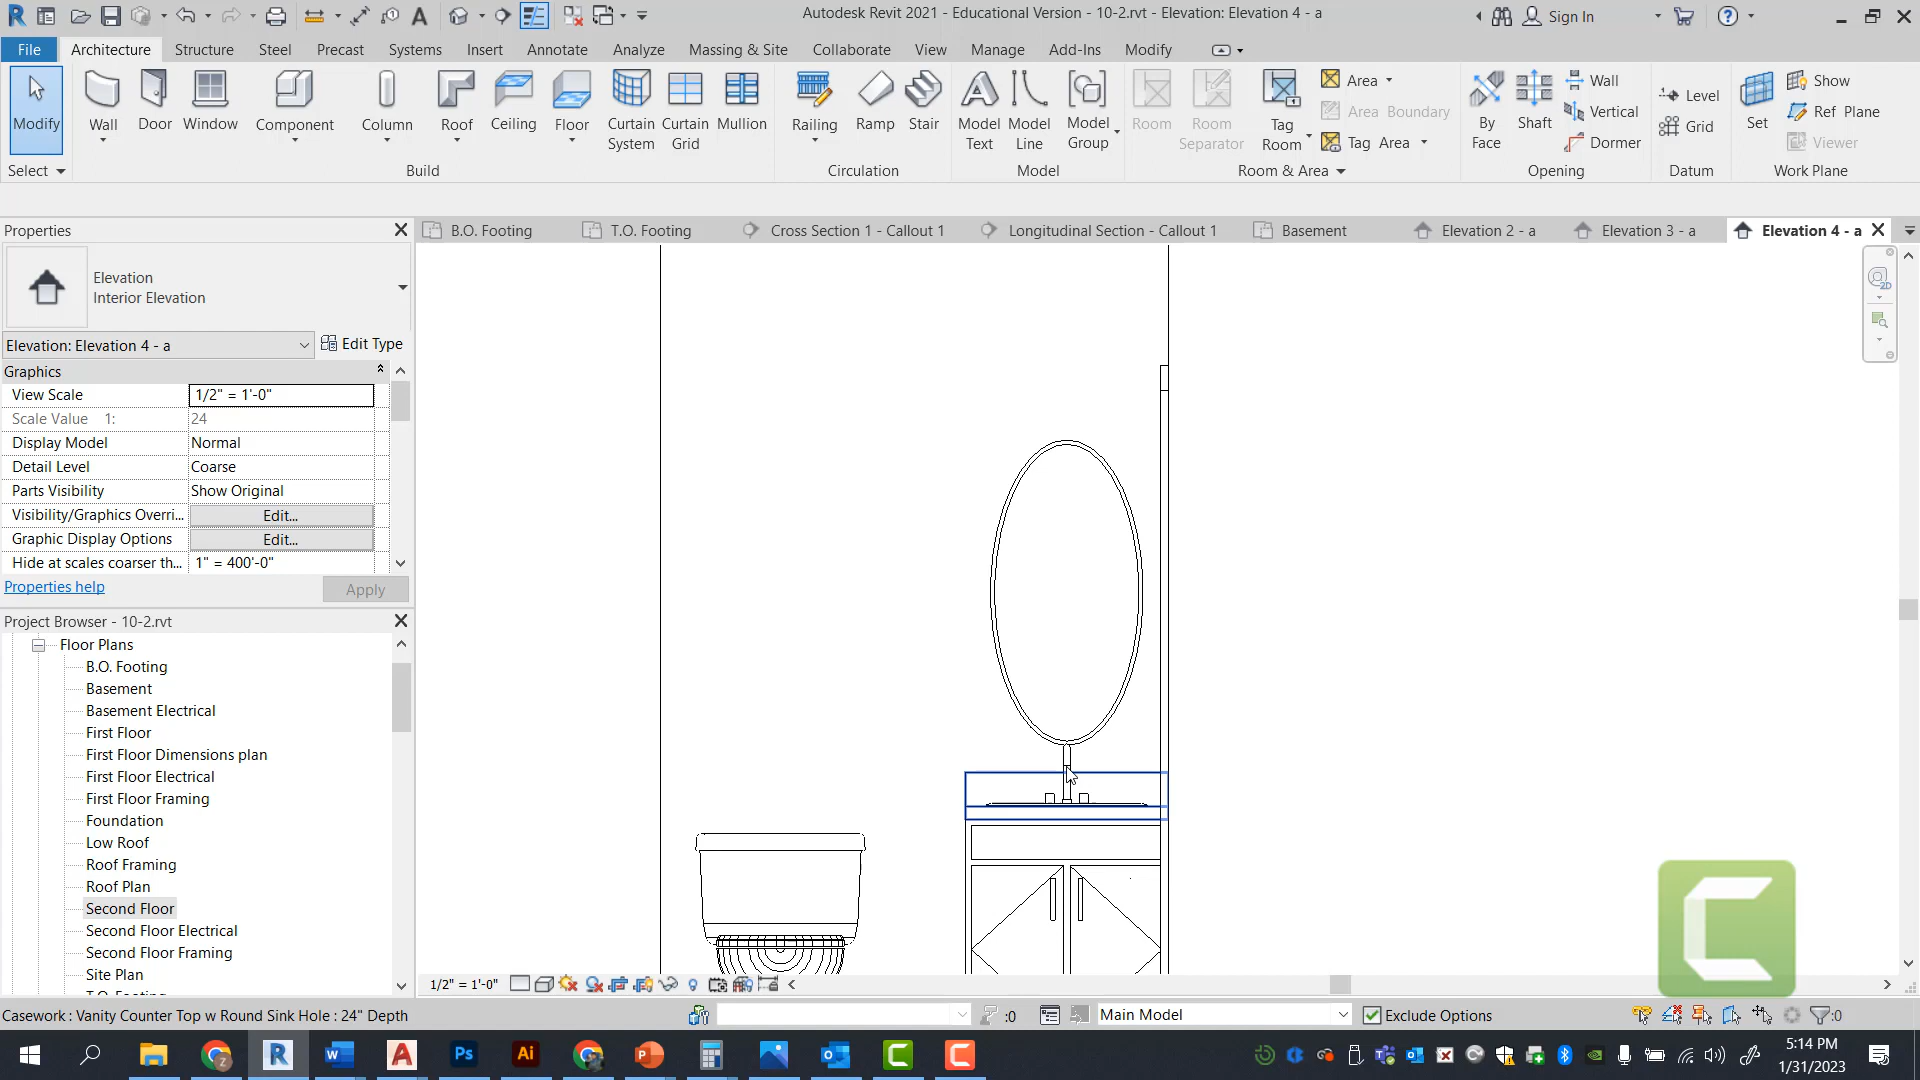 Autodesk Revit 2021 - Educational Version - 10-2.rvt - Elevation: Elevation 4 - a
Sign In
File Architecture Structure Steel Precast Systems Insert Annotate Analyze Massing & Site Collaborate View Manage Add-Ins Modify
Modify
Wall
Door
Window
Component
Column
Roof
Ceiling
Floor
Curtain
System
Curtain
Grid
Mullion
Railing
Ramp
Stair
Model
Text
Model
Line
Model
Group
Room
Room
Separator
Tag
Room
Area
Area Boundary
Tag Area
By
Face
Shaft
Wall
Vertical
Dormer
Level
Grid
Set
Show
Ref Plane
Viewer
Select Build Circulation Model Room & Area Opening Datum Work Plane
Properties
B.O. Footing T.O. Footing Cross Section 1 - Callout 1 Longitudinal Section - Callout 1 Basement Elevation 2 - a Elevation 3 - a Elevation 4 - a
Elevation
Interior Elevation
Elevation: Elevation 4 - a Edit Type
Graphics
View Scale 1/2" = 1'-0"
Scale Value 1: 24
Display Model Normal
Detail Level Coarse
Parts Visibility Show Original
Visibility/Graphics Overri... Edit...
Graphic Display Options Edit...
Hide at scales coarser th... 1" = 400'-0"
Properties help Apply
Project Browser - 10-2.rvt
Floor Plans
B.O. Footing
Basement
Basement Electrical
First Floor
First Floor Dimensions plan
First Floor Electrical
First Floor Framing
Foundation
Low Roof
Roof Framing
Roof Plan
Second Floor
Second Floor Electrical
Second Floor Framing
Site Plan
T.O. Footing
1/2" = 1'-0"
Casework : Vanity Counter Top w Round Sink Hole : 24" Depth
:0
Main Model
Exclude Options
:0
5:14 PM
1/31/2023